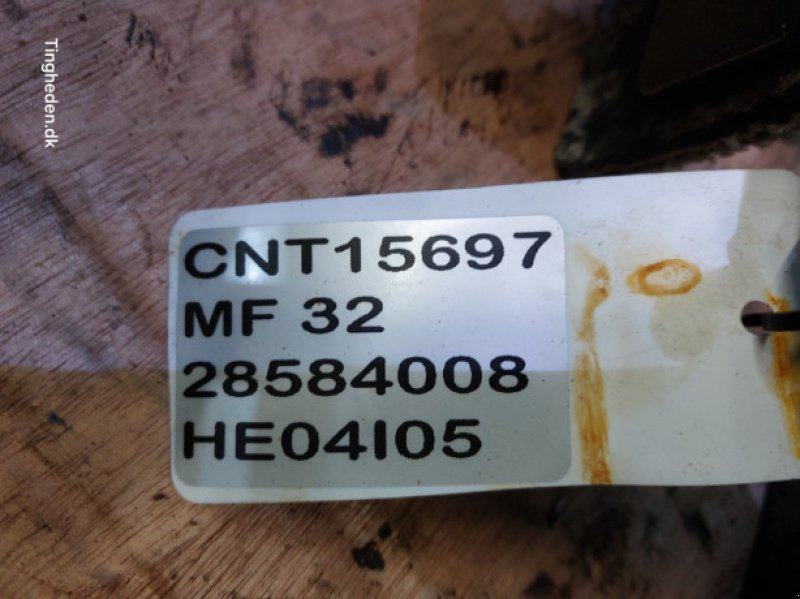 Tingheden.dk
CNT15697
MF 32
28584008
HE04I05